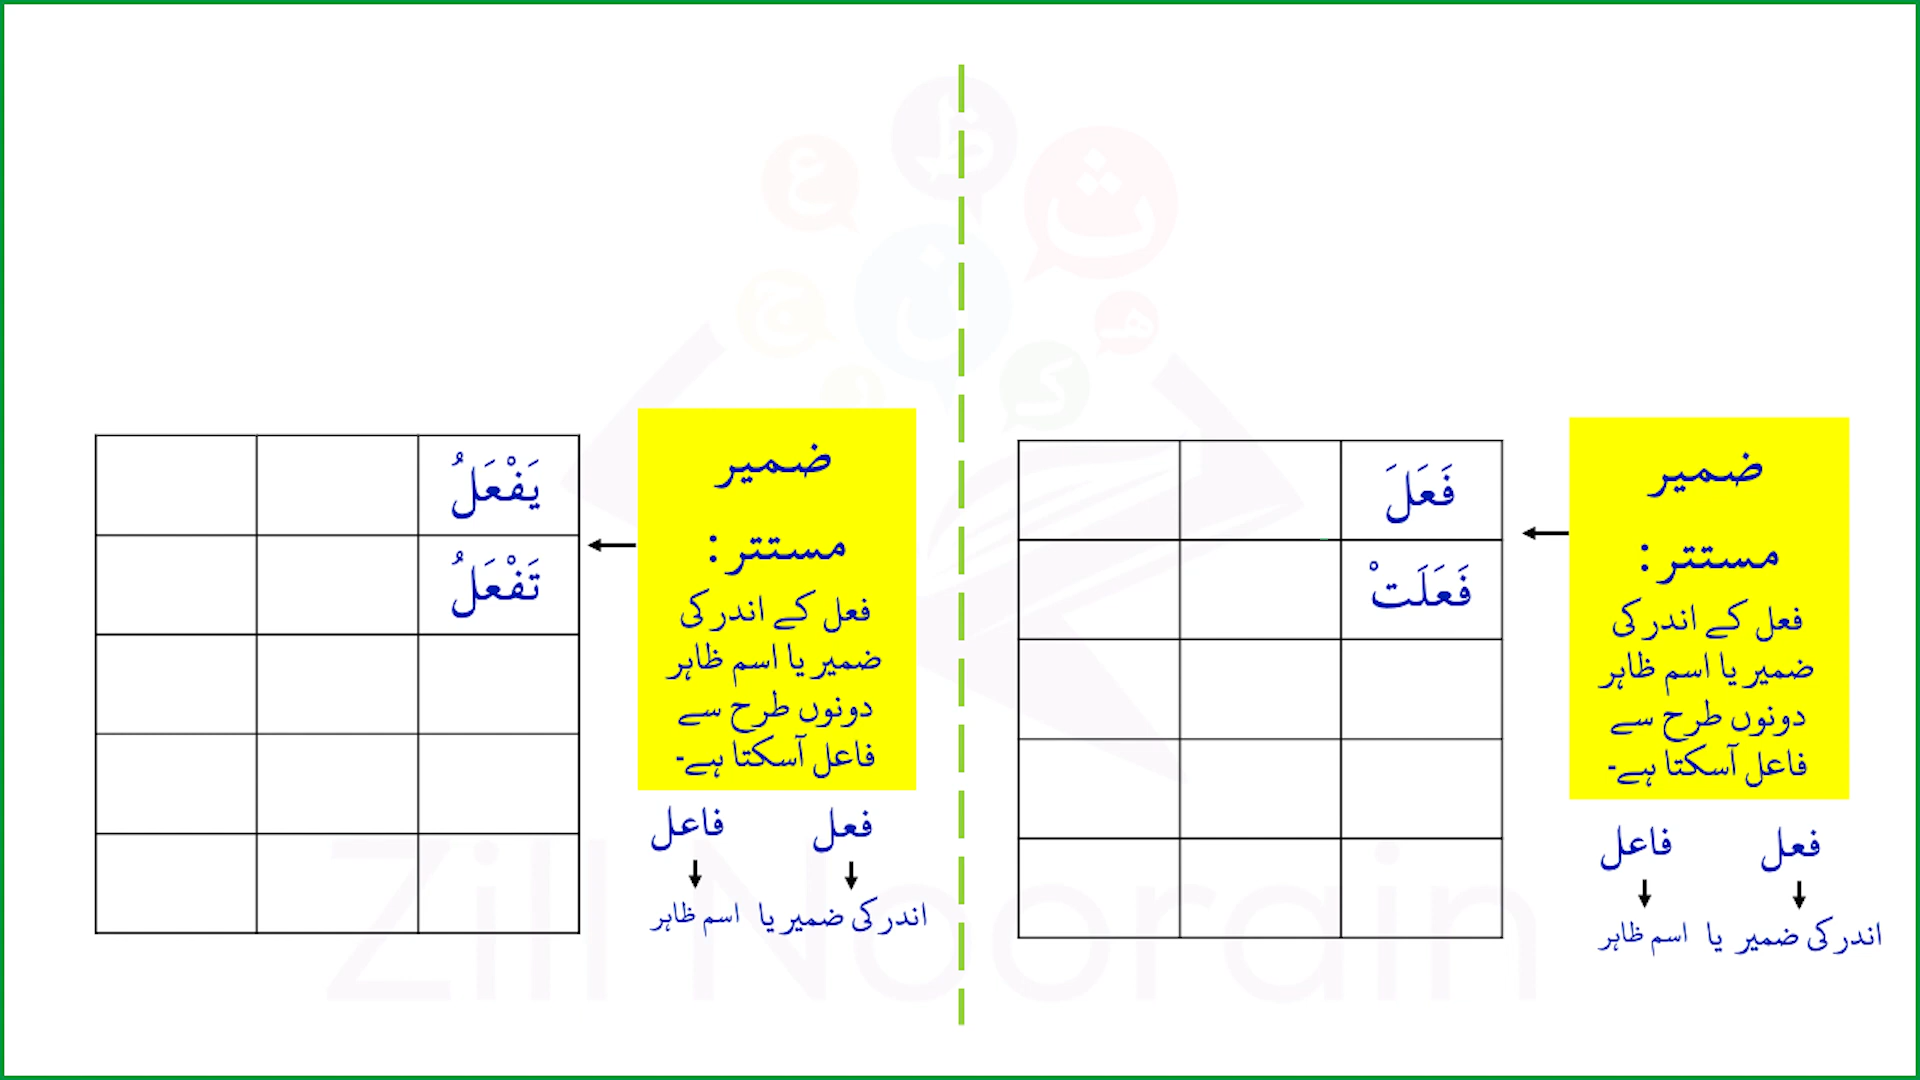 ضمیر
مستتر :
فعل کے اندر کی
ضمیر یا اسم ظاہر
دونوں طرح سے
فاعل آسکتا ہے۔
فعل فاعل
اندر کی ضمیر یا اسم ظاہر
فَعَلَ
فَعَلَتْ
ضمیر
مستتر :
فعل کے اندر کی
ضمیر یا اسم ظاہر
دونوں طرح سے
فاعل آسکتا ہے۔
فعل فاعل
اندر کی ضمیر یا اسم ظاہر
يَفْعَلُ
تَفْعَلُ
ظ
ع
ث
ن
ج
هـ
ک
Zill Noorain